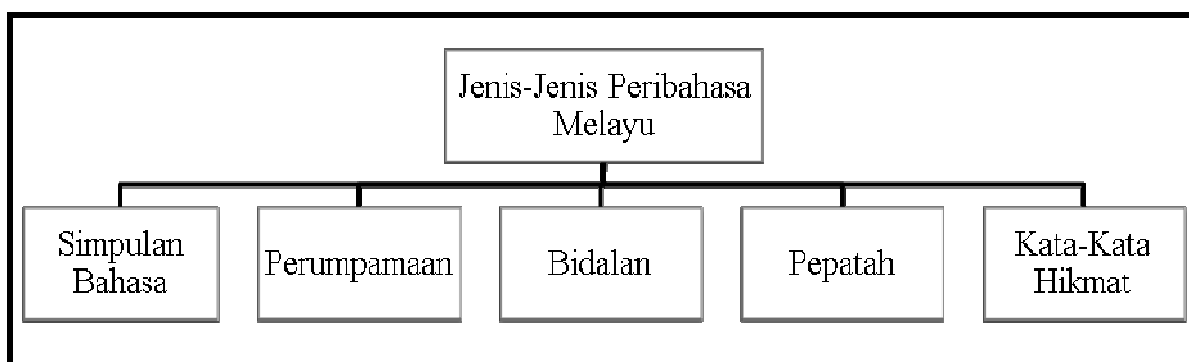 Jenis-Jenis Peribahasa
Melayu
Simpulan
Bahasa
Perumpamaan
Bidalan
Pepatah
Kata-Kata
Hikmat